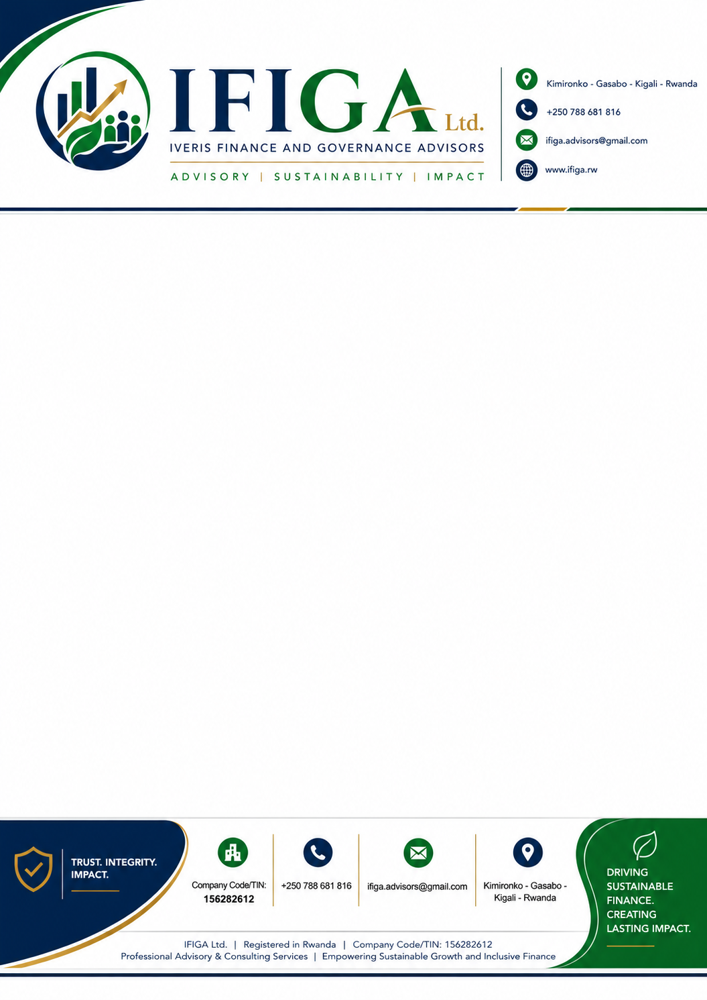 IFIGA Ltd.
IVERIS FINANCE AND GOVERNANCE ADVISORS
ADVISORY | SUSTAINABILITY | IMPACT
Kimironko - Gasabo - Kigali - Rwanda
+250 788 681 816
ifiga.advisors@gmail.com
www.ifiga.rw
TRUST. INTEGRITY.
IMPACT.
Company Code/TIN:
156282612
+250 788 681 816
ifiga.advisors@gmail.com
Kimironko - Gasabo -
Kigali - Rwanda
DRIVING
SUSTAINABLE
FINANCE.
CREATING
LASTING IMPACT.
IFIGA Ltd. | Registered in Rwanda | Company Code/TIN: 156282612
Professional Advisory & Consulting Services | Empowering Sustainable Growth and Inclusive Finance